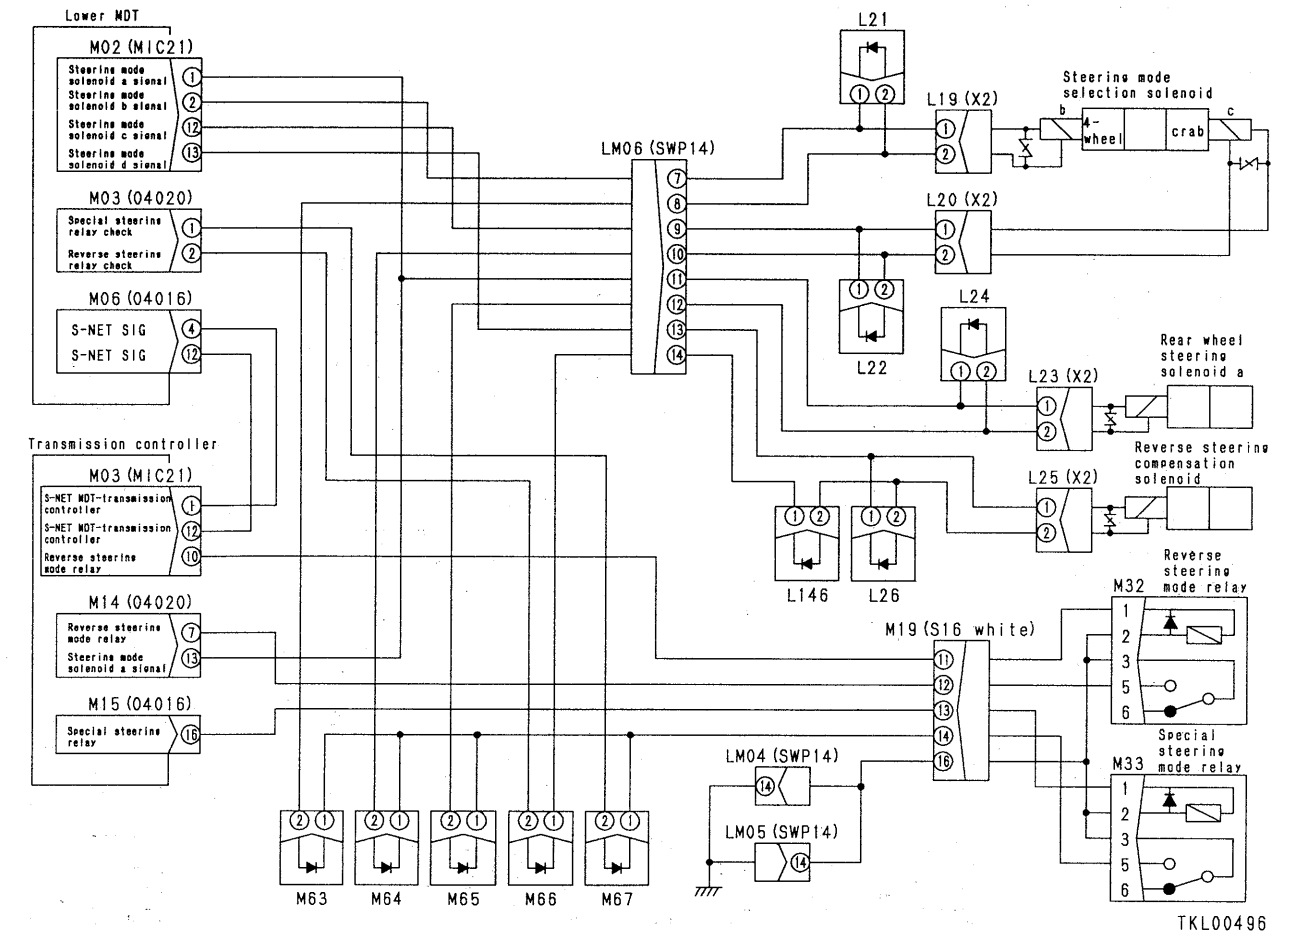 Lower MDT
M02(MIC21)
Steering mode
solenoid a signal
1
Steering mode
solenoid b signal
2
Steering mode
solenoid c signal
12
Steering mode
solenoid d signal
13
M03(04020)
Special steering
relay check
1
Reverse steering
relay check
2
M06(04016)
S-NET SIG
4
S-NET SIG
12
Transmission controller
M03(MIC21)
S-NET MDT-transmission
controller
1
S-NET MDT-transmission
controller
12
Reverse steering
mode relay
10
M14(04020)
Reverse steering
mode relay
7
Steering mode
solenoid a signal
13
M15(04016)
Special steering
relay
16
LM06(SWP14)
7
8
9
10
11
12
13
14
L21
1 2
L19(X2)
1
2
Steering mode
selection solenoid
b
4-
wheel
crab
c
L20(X2)
1
2
1 2
L22
L24
1 2
L23(X2)
1
2
Rear wheel
steering
solenoid a
Reverse steering
compensation
solenoid
L25(X2)
1
2
1 2
L146
1 2
L26
M19(S16 white)
11
12
13
14
16
Reverse
steering
mode relay
M32
1
2
3
5
6
Special
steering
mode relay
M33
1
2
3
5
6
LM04(SWP14)
14
LM05(SWP14)
14
2 1
M63
2 1
M64
2 1
M65
2 1
M66
2 1
M67
TKL00496